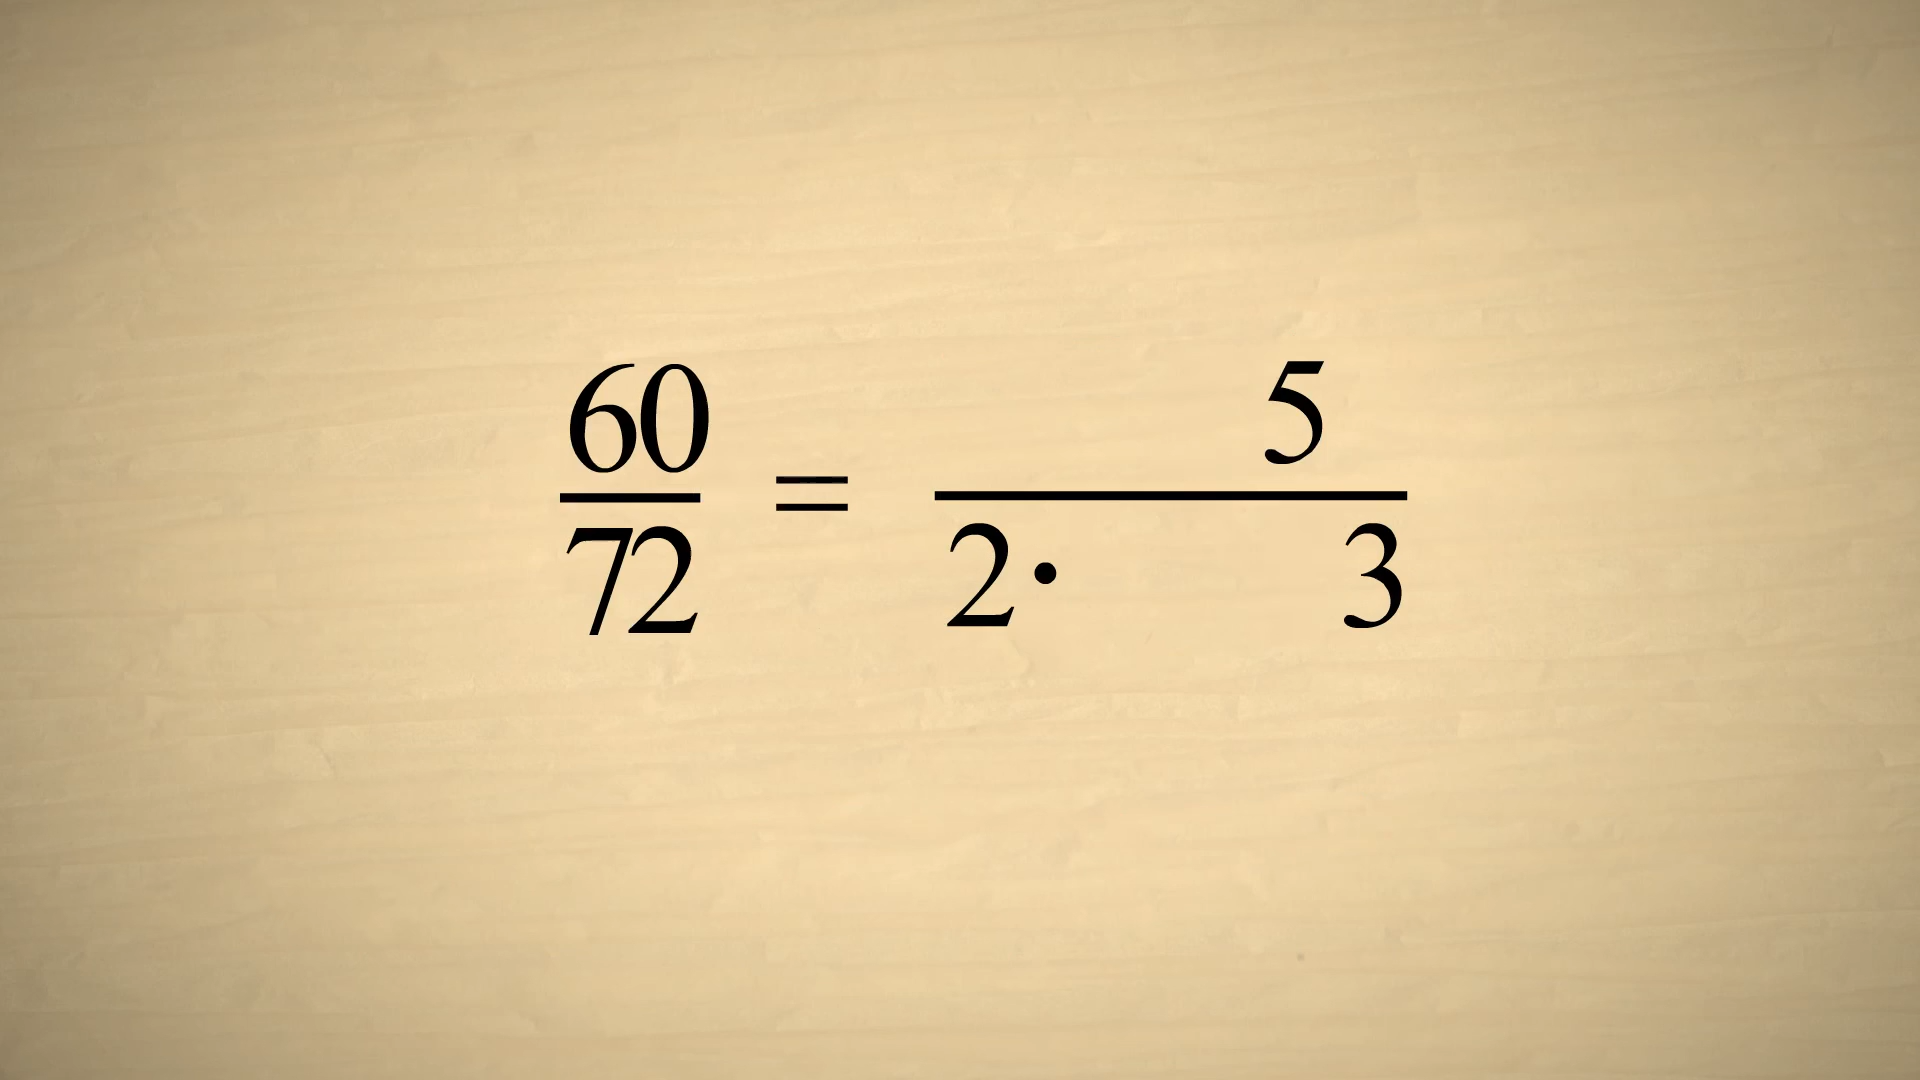 60/72 = 5/(2· 3)